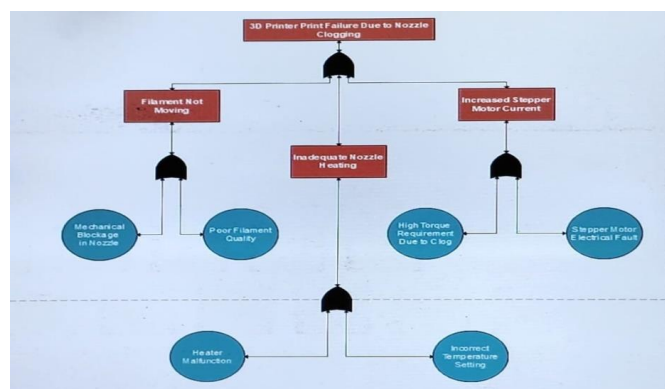 3D Printer Print Failure Due to Nozzle
Clogging
Filament Not
Moving
Increased Stepper
Motor Current
Inadequate Nozzle
Heating
Mechanical
Blockage
in Nozzle
Poor Filament
Quality
High Torque
Requirement
Due to Clog
Stepper Motor
Electrical Fault
Heater
Malfunction
Incorrect
Temperature
Setting